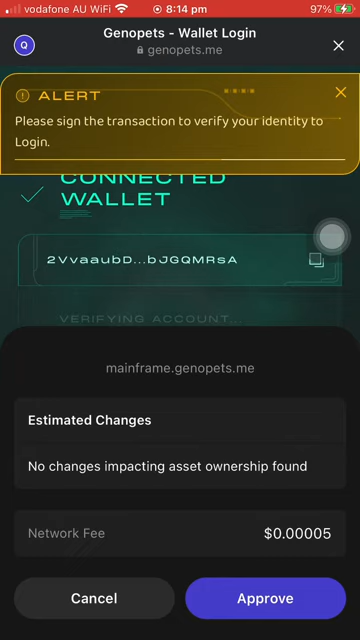 vodafone AU WiFi 8:14 pm 97%
Q
Genopets - Wallet Login
genopets.me
ALERT
Please sign the transaction to verify your identity to
Login.
CONNECTED
WALLET
2VvaaubD...bJGQMRsA
VERIFYING ACCOUNT...
mainframe.genopets.me
Estimated Changes
No changes impacting asset ownership found
Network Fee $0.00005
Cancel Approve